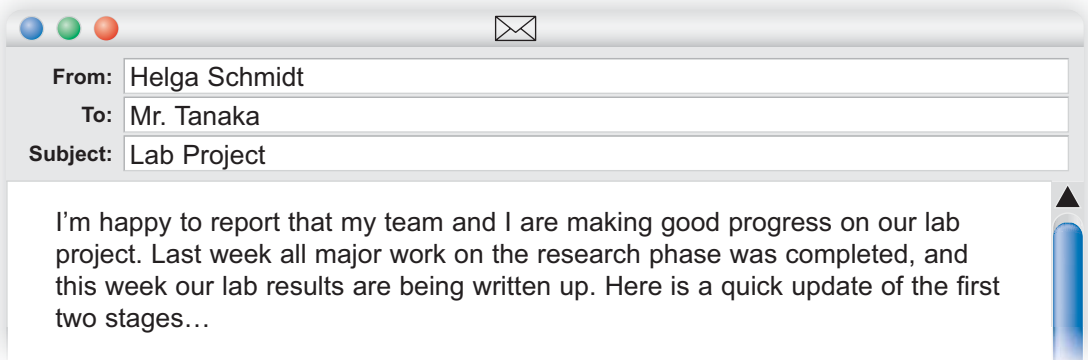 From: Helga Schmidt
To: Mr. Tanaka
Subject: Lab Project
I’m happy to report that my team and I are making good progress on our lab
project. Last week all major work on the research phase was completed, and
this week our lab results are being written up. Here is a quick update of the first
two stages…